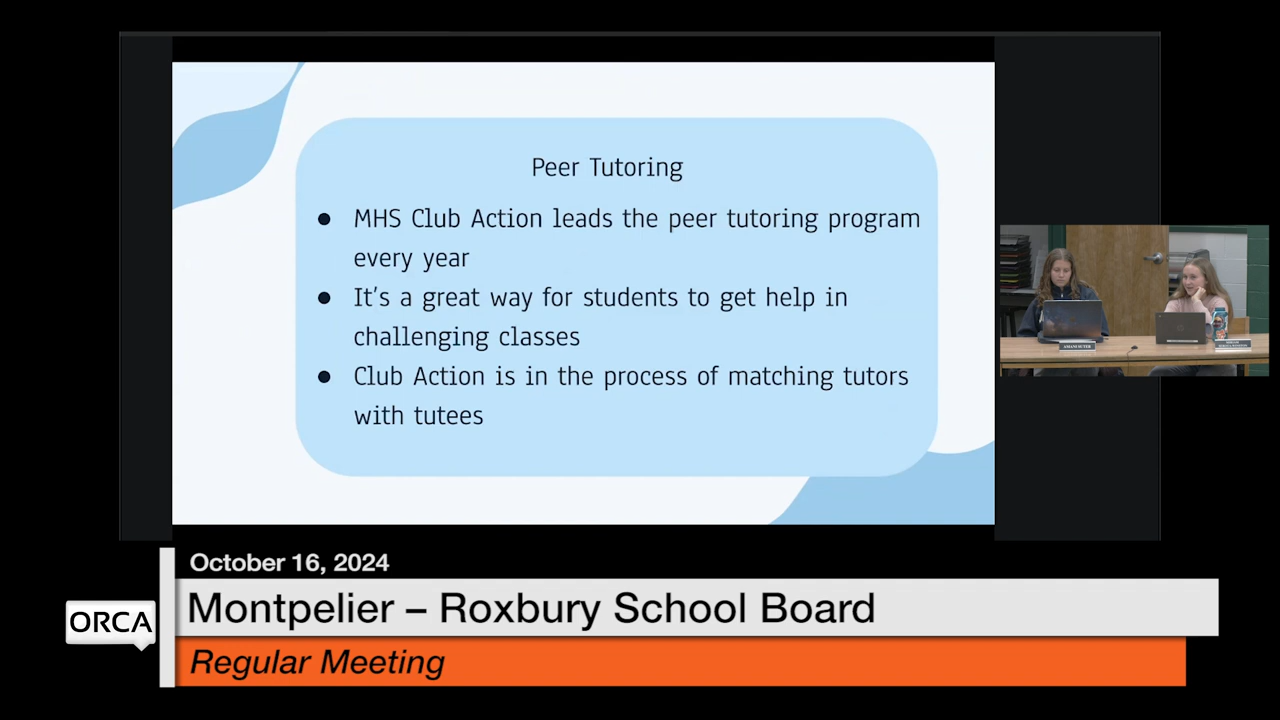 Peer Tutoring
● MHS Club Action leads the peer tutoring program
every year
● It's a great way for students to get help in
challenging classes
● Club Action is in the process of matching tutors
with tutees
October 16, 2024
ORCA
Montpelier – Roxbury School Board
Regular Meeting